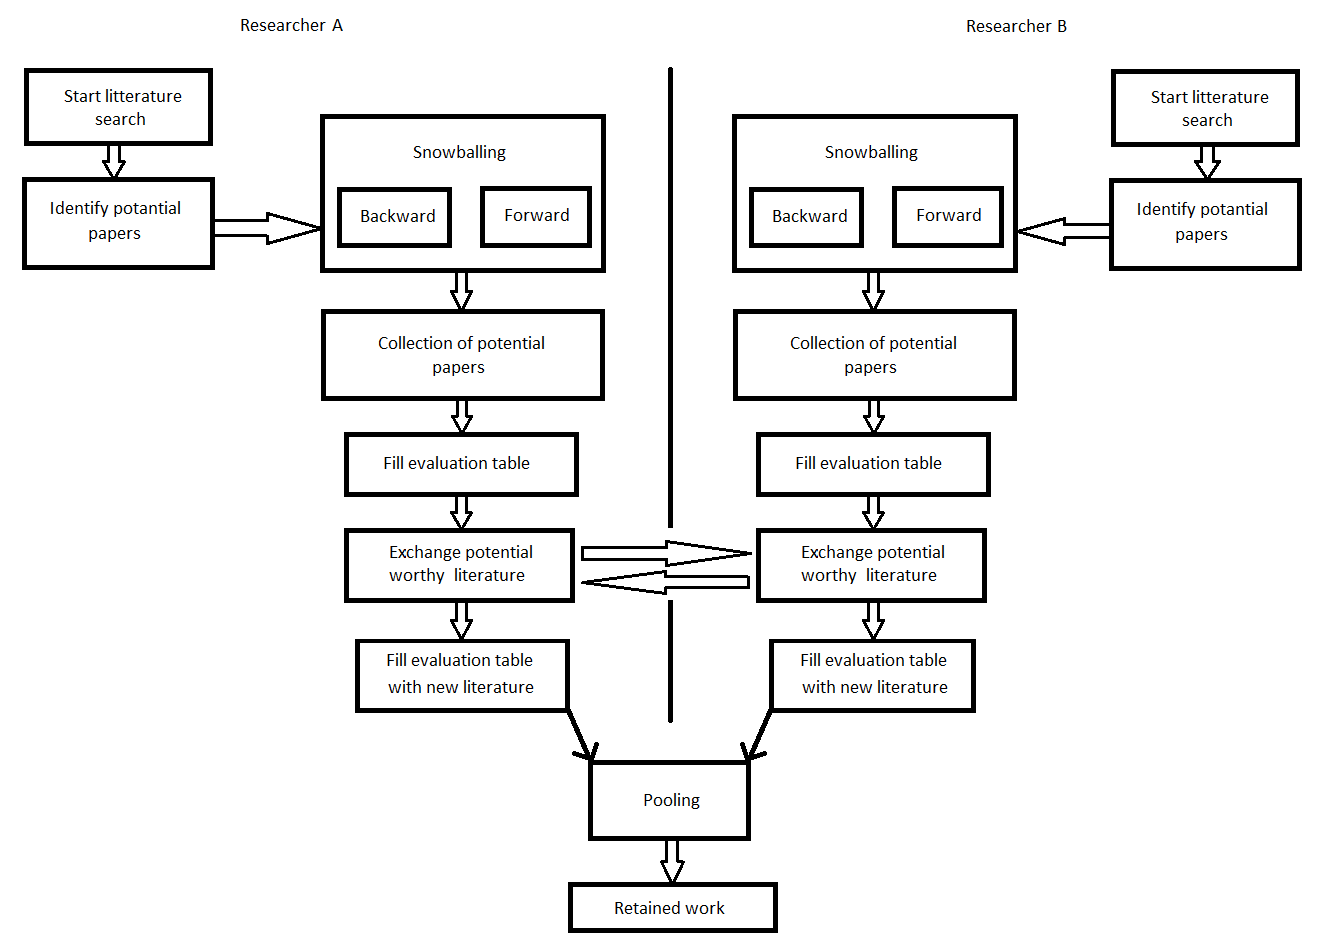 Researcher A
Start litterature
search
Identify potantial
papers
Snowballing
Backward
Forward
Collection of potential
papers
Fill evaluation table
Exchange potential
worthy literature
Fill evaluation table
with new literature
Researcher B
Start litterature
search
Identify potantial
papers
Snowballing
Backward
Forward
Collection of potential
papers
Fill evaluation table
Exchange potential
worthy literature
Fill evaluation table
with new literature
Pooling
Retained work